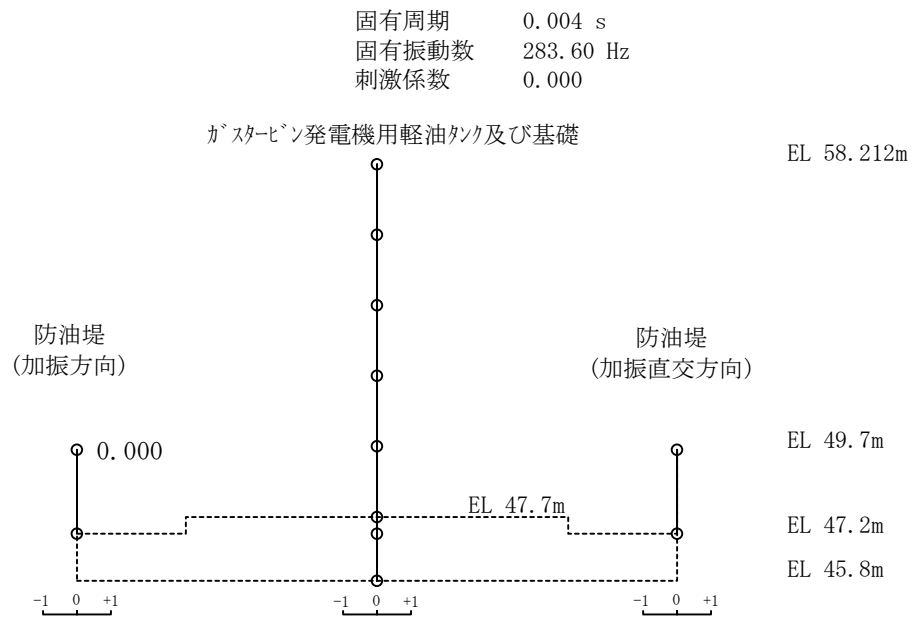 固有周期 0.004 s
固有振動数 283.60 Hz
刺激係数 0.000
ｶﾞｽﾀｰﾋﾞﾝ発電機用軽油ﾀﾝｸ及び基礎
EL 58.212m
防油堤
(加振方向)
防油堤
(加振直交方向)
0.000
EL 49.7m
EL 47.7m
EL 47.2m
EL 45.8m
-1 0 +1
-1 0 +1
-1 0 +1